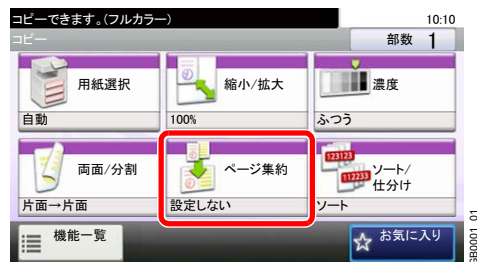 コピーできます。(フルカラー)
10:10
コピー
部数 1
用紙選択
自動
縮小/拡大
100%
濃度
ふつう
両面/分割
片面→片面
ページ集約
設定しない
123123
112233
ソート/
仕分け
ソート
機能一覧
お気に入り
GB0001_01